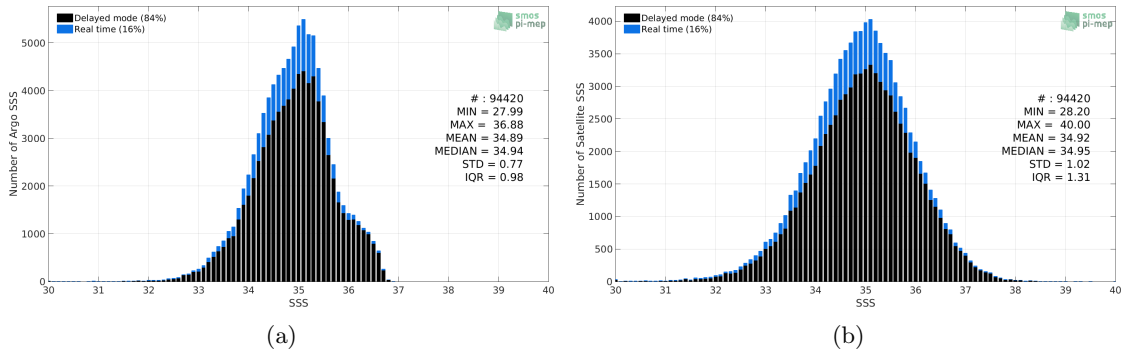 Delayed mode (84%)
Real time (16%)
smos
pi-mep
5000
4000
3000
2000
1000
0
Number of Argo SSS
# : 94420
MIN = 27.99
MAX = 36.88
MEAN = 34.89
MEDIAN = 34.94
STD = 0.77
IQR = 0.98
30 31 32 33 34 35 36 37 38 39 40
SSS
(a)
Delayed mode (84%)
Real time (16%)
smos
pi-mep
4000
3500
3000
2500
2000
1500
1000
500
0
Number of Satellite SSS
# : 94420
MIN = 28.20
MAX = 40.00
MEAN = 34.92
MEDIAN = 34.95
STD = 1.02
IQR = 1.31
30 31 32 33 34 35 36 37 38 39 40
SSS
(b)